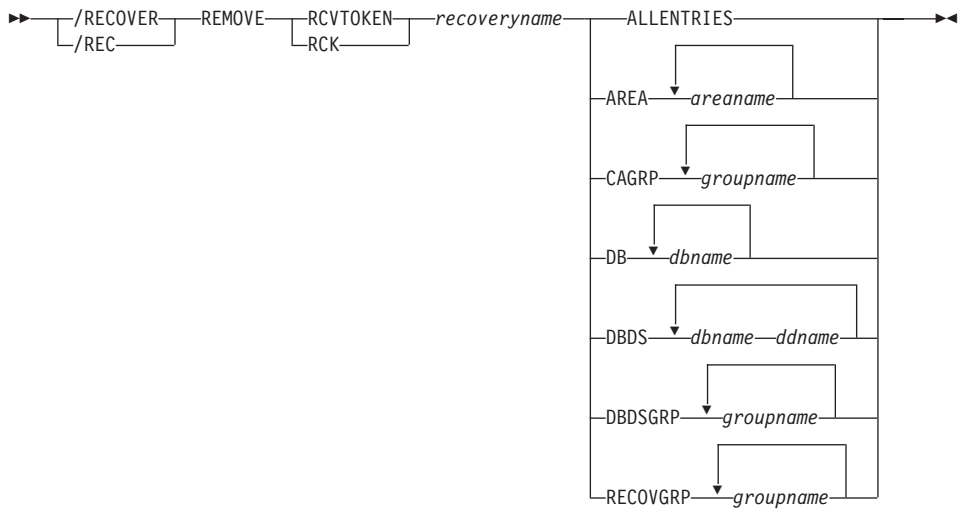 /RECOVER REMOVE RCVTOKEN recoveryname ALLENTRIES
/REC RCK
AREA areaname
CAGRP groupname
DB dbname
DBDS dbname ddname
DBDSGRP groupname
RECOVGRP groupname